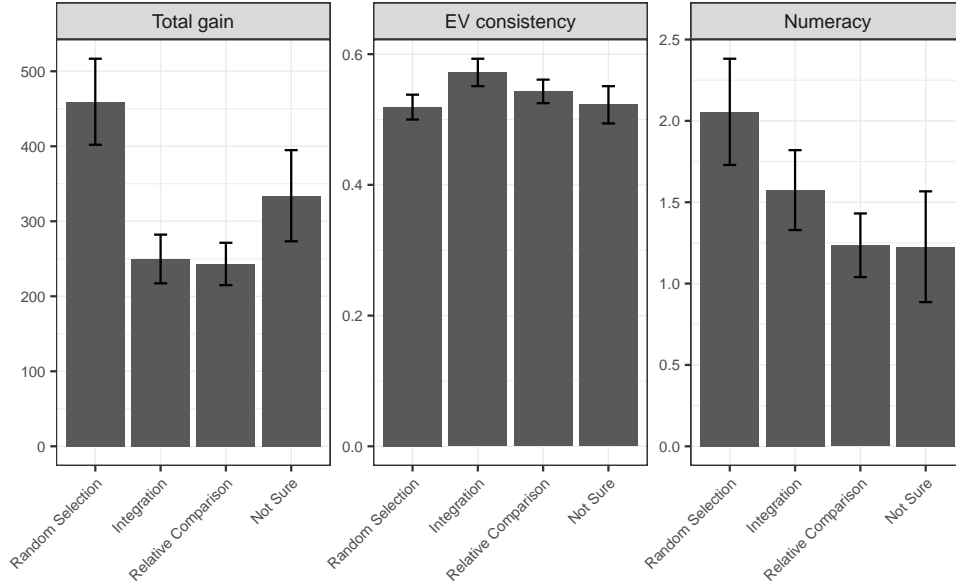 Total gain
EV consistency
Numeracy
500
400
300
200
100
0
Random Selection
Integration
Relative Comparison
Not Sure
0.6
0.4
0.2
0.0
Random Selection
Integration
Relative Comparison
Not Sure
2.5
2.0
1.5
1.0
0.5
0.0
Random Selection
Integration
Relative Comparison
Not Sure